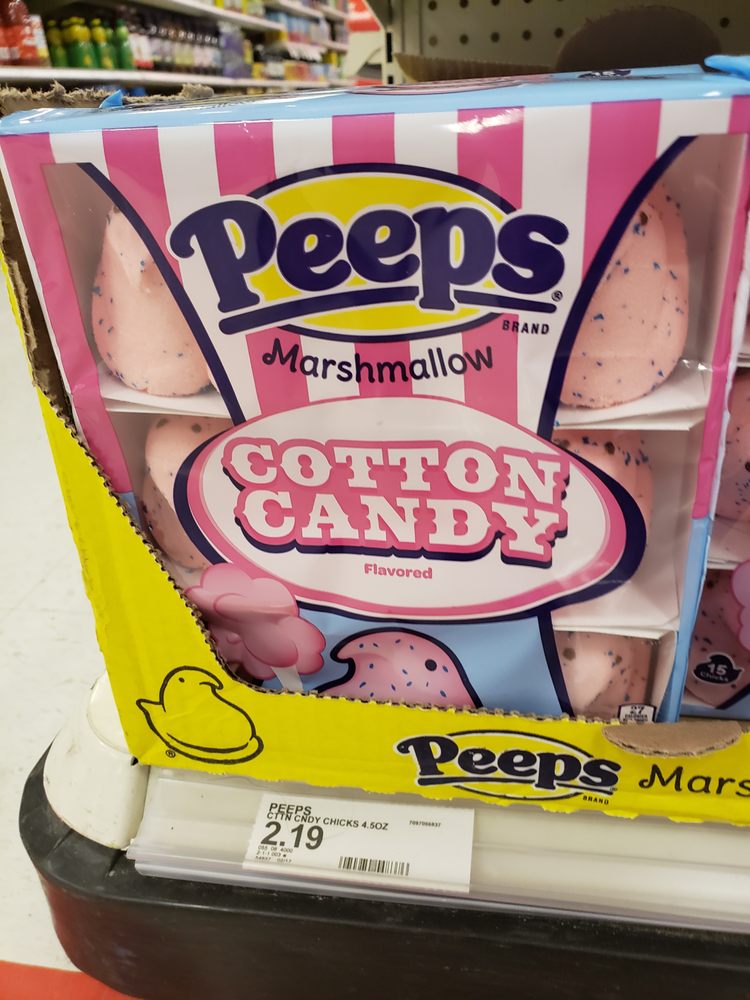 Peeps®
BRAND
Marshmallow
COTTON
CANDY
Flavored
15
Chicks
®
Peeps Mars
BRAND
PEEPS
CTTN CNDY CHICKS 4.5OZ
2.19